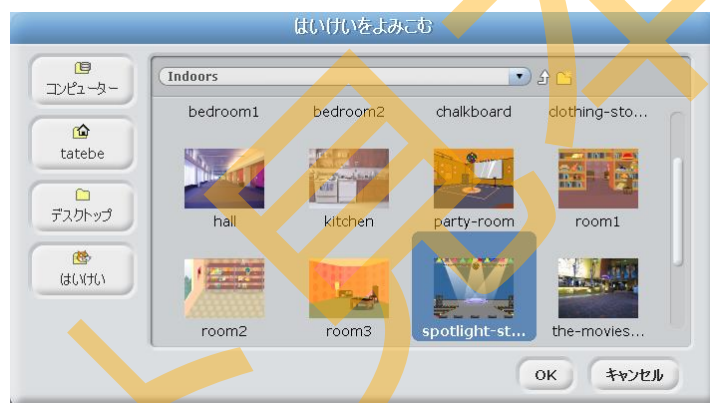 はいけいをよみこむ
コンピューター
tatebe
デスクトップ
はいけい
Indoors
bedroom1 bedroom2 chalkboard clothing-sto...
hall kitchen party-room room1
room2 room3 spotlight-st... the-movies...
OK キャンセル